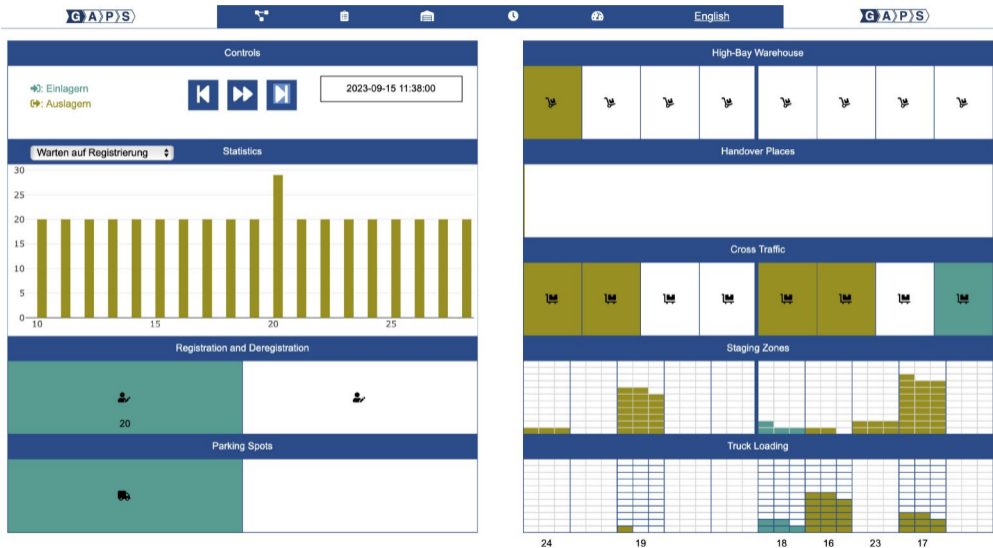 G A P S
English
G A P S
Controls
➔: Einlagern
➔: Auslagern
2023-09-15 11:38:00
Warten auf Registrierung
Statistics
30
25
20
15
10
5
0
10
15
20
25
Registration and Deregistration
20
Parking Spots
High-Bay Warehouse
Handover Places
Cross Traffic
Staging Zones
Truck Loading
24
19
18
16
23
17